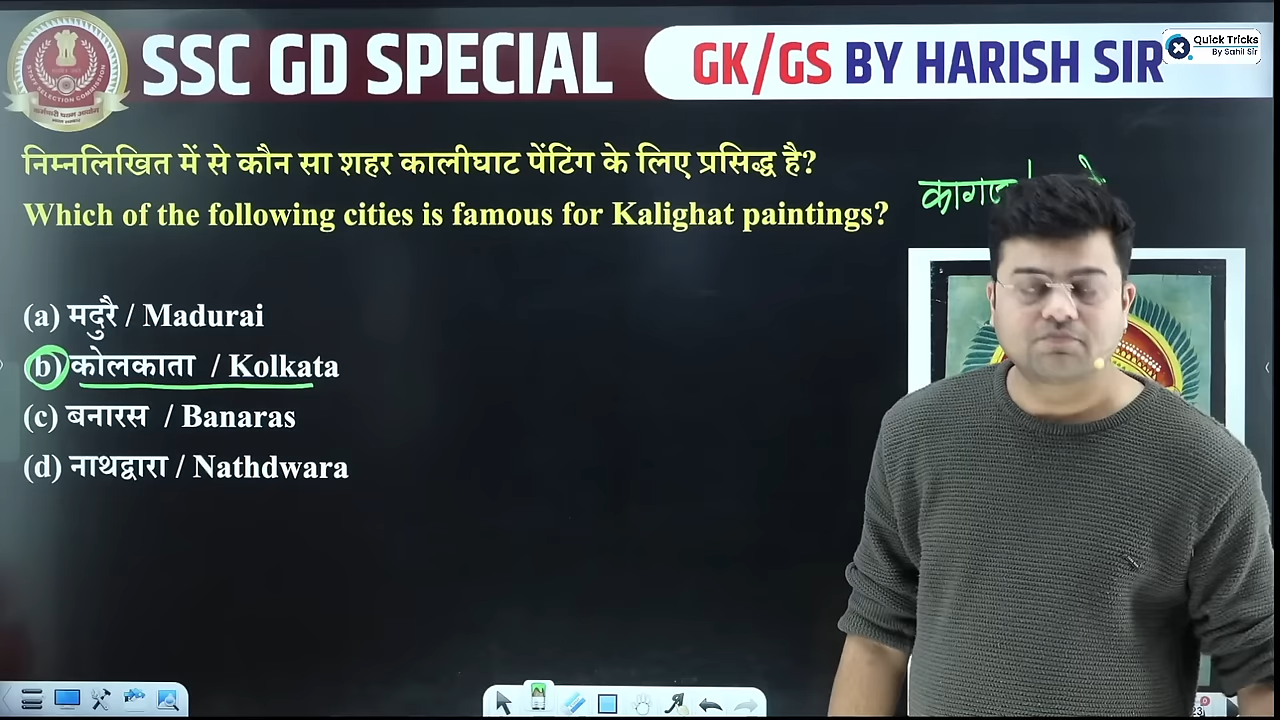 SSC GD SPECIAL
GK/GS BY HARISH SIR
Quick Tricks
By Sahil Sir
निम्नलिखित में से कौन सा शहर कालीघाट पेंटिंग के लिए प्रसिद्ध है?
Which of the following cities is famous for Kalighat paintings?
(a) मदुरै / Madurai
(b) कोलकाता / Kolkata
(c) बनारस / Banaras
(d) नाथद्वारा / Nathdwara